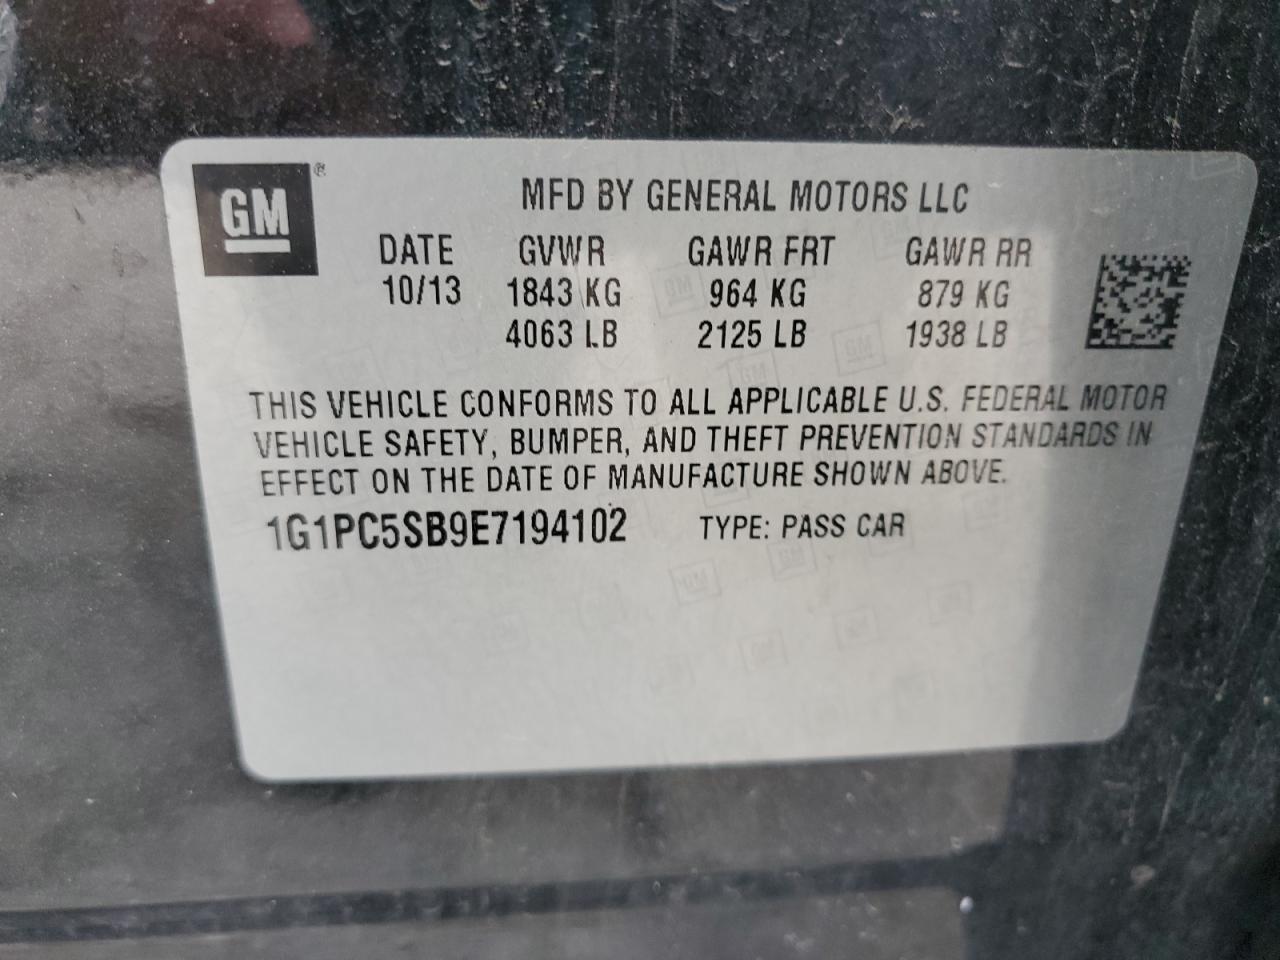 GM®
MFD BY GENERAL MOTORS LLC
DATE GVWR GAWR FRT GAWR RR
10/13 1843 KG 964 KG 879 KG
4063 LB 2125 LB 1938 LB
THIS VEHICLE CONFORMS TO ALL APPLICABLE U.S. FEDERAL MOTOR
VEHICLE SAFETY, BUMPER, AND THEFT PREVENTION STANDARDS IN
EFFECT ON THE DATE OF MANUFACTURE SHOWN ABOVE.
1G1PC5SB9E7194102 TYPE: PASS CAR